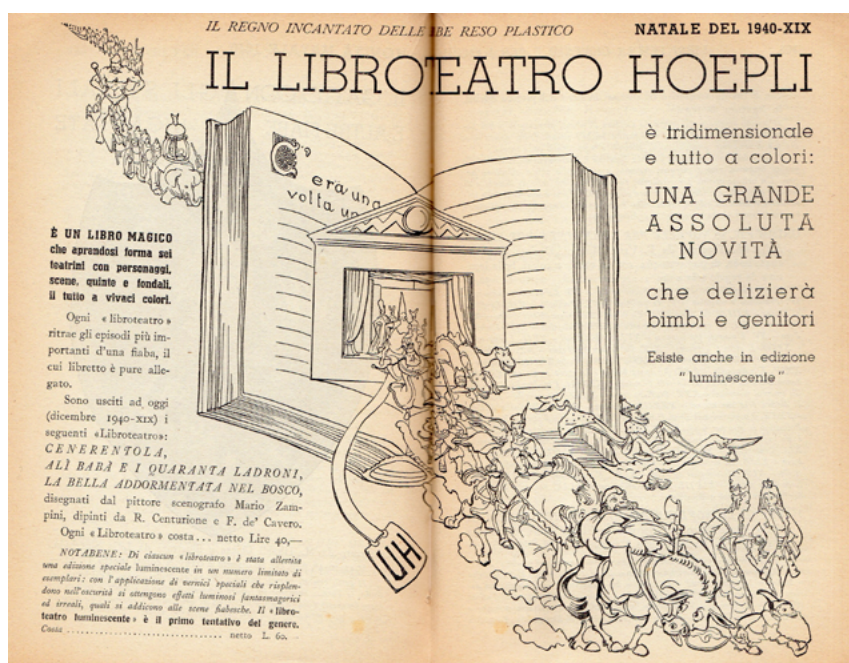 IL REGNO INCANTATO DELLE BE RESO PLASTICO
NATALE DEL 1940-XIX
IL LIBROTEATRO HOEPLI
è tridimensionale
e tutto a colori:
UNA GRANDE
ASSOLUTA
NOVITÀ
che delizierà
bimbi e genitori
Esiste anche in edizione
"luminescente"
C'era una
volta un
È UN LIBRO MAGICO
che aprendosi forma sei
teatrini con personaggi,
scene, quinte e fondali,
il tutto a vivaci colori.
Ogni « libroteatro »
ritrae gli episodi più im-
portanti d'una fiaba, il
cui libretto è pure alle-
gato.
Sono usciti ad oggi
(dicembre 1940-XIX) i
seguenti «Libroteatro»:
CENERENTOLA,
ALÌ BABÀ E I QUARANTA LADRONI,
LA BELLA ADDORMENTATA NEL BOSCO,
disegnati dal pittore scenografo Mario Zam-
pini, dipinti da R. Centurione e F. de' Cavero.
Ogni « Libroteatro » costa... netto Lire 40,—
NOTABENE: Di ciascun « libroteatro » è stata allestita
una edizione speciale luminescente in un numero limitato di
esemplari: con l'applicazione di vernici speciali che risplen-
dono nell'oscurità si ottengono effetti luminosi fantasmagorici
ed irreali, quali si addicono alle scene fiabesche. Il « libro-
teatro luminescente » è il primo tentativo del genere.
Costa ................................ netto L. 60.
UH